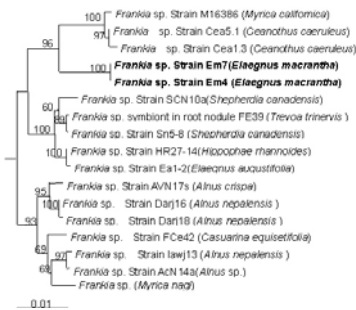 Frankia sp. Strain M16386 (Myrica californica)
100
Frankia sp. Strain Cea5.1 (Ceanothus caeruleus)
97
Frankia sp. Strain Cea1.3 (Ceanothus caeruleus)
96
Frankia sp. Strain Em7(Elaegnus macrantha)
100
Frankia sp. Strain Em4 (Elaegnus macrantha)
Frankia sp. Strain SCN10a(Shepherdia canadensis)
60
Frankia sp. symbiont in root nodule FE39 (Trevoa trinervis )
100
Frankia sp. Strain Sn5-8 (Shepherdia canadensis)
Frankia sp. Strain HR27-14(Hippophae rhamnoides)
100
Frankia sp. Strain Ea1-2(Elaeagnus augustifolia)
95
Frankia sp. Strain AVN17s (Alnus crispa)
100
Frankia sp. Strain Darj16 (Alnus nepalensis )
93
Frankia sp. Strain Darj18 (Alnus nepalensis )
Frankia sp. Strain FCe42 (Casuarina equisetifolia)
69
97
Frankia sp. Strain Iawj13 (Alnus nepalensis )
Frankia sp. Strain AcN14a(Alnus sp.)
69
Frankia sp. (Myrica nagi)
0.01